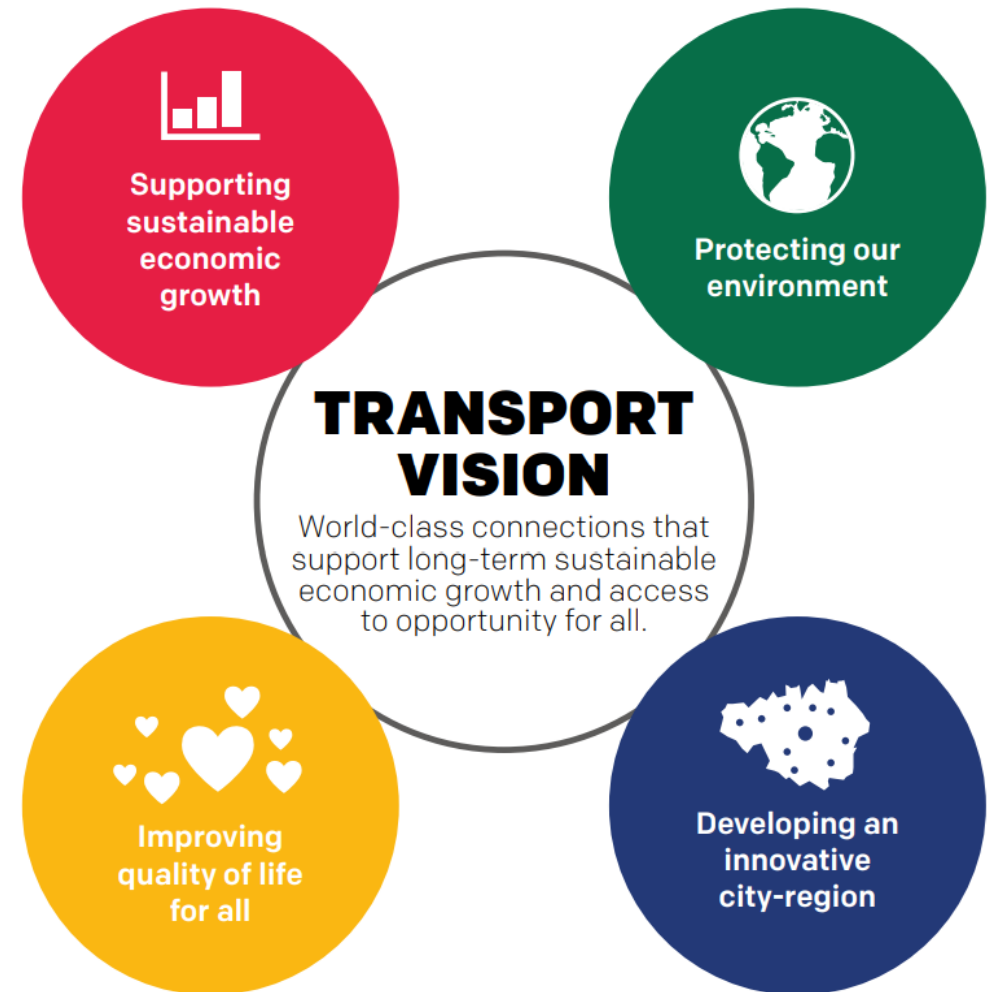 Supporting
sustainable
economic
growth
Protecting our
environment
TRANSPORT
VISION
World-class connections that
support long-term sustainable
economic growth and access
to opportunity for all.
Improving
quality of life
for all
Developing an
innovative
city-region